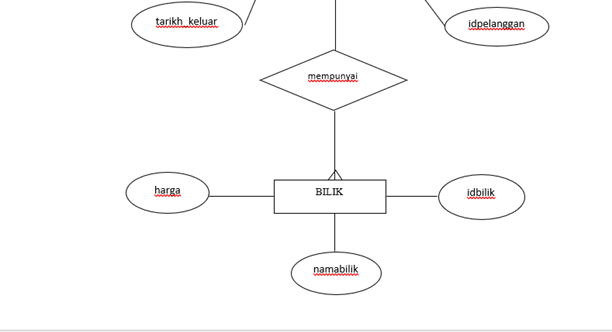 tarikh_keluar
idpelanggan
mempunyai
harga
BILIK
idbilik
namabilik